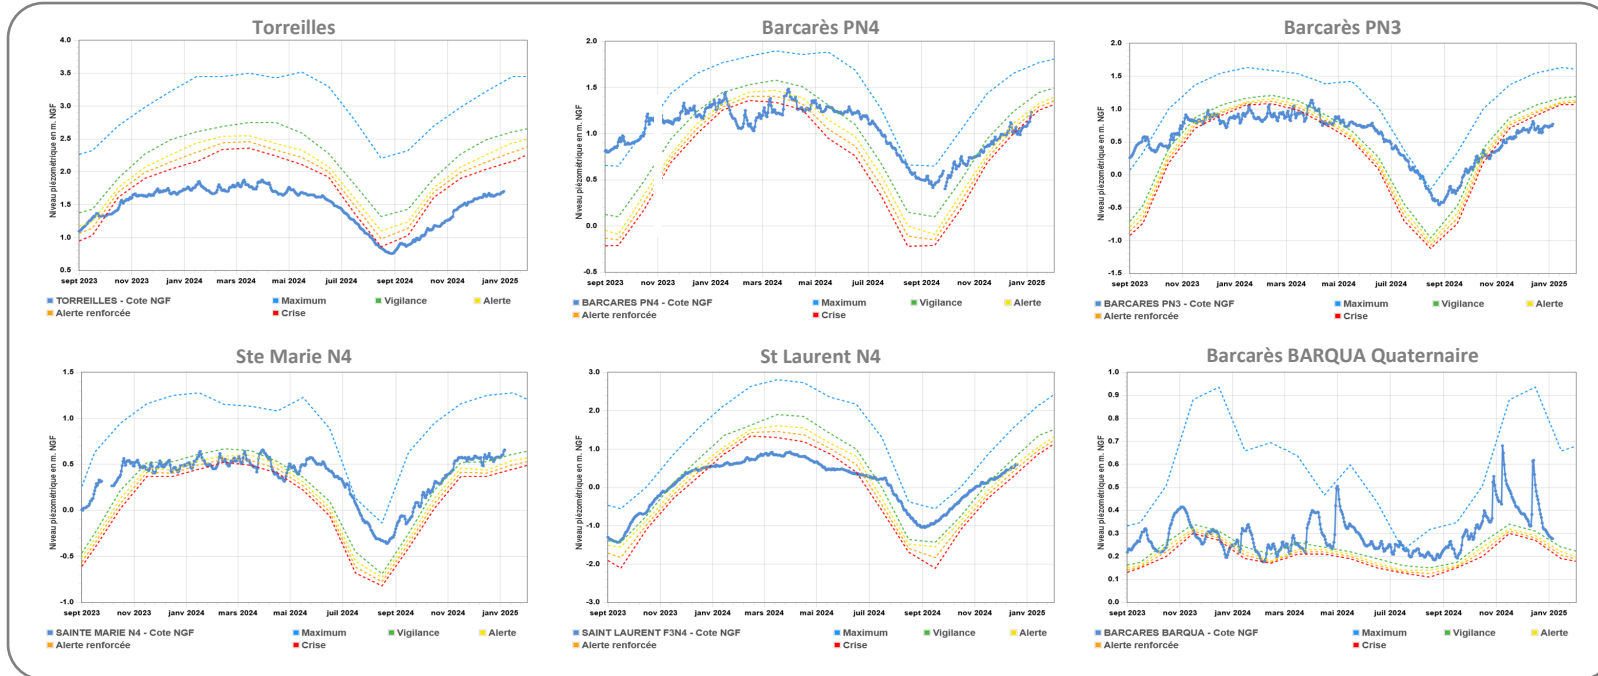 Torreilles
Niveau piézométrique en m. NGF
4.0
3.5
3.0
2.5
2.0
1.5
1.0
0.5
sept 2023 nov 2023 janv 2024 mars 2024 mai 2024 juil 2024 sept 2024 nov 2024 janv 2025
TORREILLES - Cote NGF Maximum Vigilance Alerte
Alerte renforcée Crise
Barcarès PN4
Niveau piézométrique en m. NGF
2.0
1.5
1.0
0.5
0.0
-0.5
sept 2023 nov 2023 janv 2024 mars 2024 mai 2024 juil 2024 sept 2024 nov 2024 janv 2025
BARCARES PN4 - Cote NGF Maximum Vigilance Alerte
Alerte renforcée Crise
Barcarès PN3
Niveau piézométrique en m. NGF
2.0
1.5
1.0
0.5
0.0
-0.5
-1.0
-1.5
sept 2023 nov 2023 janv 2024 mars 2024 mai 2024 juil 2024 sept 2024 nov 2024 janv 2025
BARCARES PN3 - Cote NGF Maximum Vigilance Alerte
Alerte renforcée Crise
Ste Marie N4
Niveau piézométrique en m. NGF
1.5
1.0
0.5
0.0
-0.5
-1.0
sept 2023 nov 2023 janv 2024 mars 2024 mai 2024 juil 2024 sept 2024 nov 2024 janv 2025
SAINTE MARIE N4 - Cote NGF Maximum Vigilance Alerte
Alerte renforcée Crise
St Laurent N4
Niveau piézométrique en m. NGF
3.0
2.0
1.0
0.0
-1.0
-2.0
-3.0
sept 2023 nov 2023 janv 2024 mars 2024 mai 2024 juil 2024 sept 2024 nov 2024 janv 2025
SAINT LAURENT F3N4 - Cote NGF Maximum Vigilance Alerte
Alerte renforcée Crise
Barcarès BARQUA Quaternaire
Niveau piézométrique en m. NGF
1.0
0.9
0.8
0.7
0.6
0.5
0.4
0.3
0.2
0.1
0.0
sept 2023 nov 2023 janv 2024 mars 2024 mai 2024 juil 2024 sept 2024 nov 2024 janv 2025
BARCARES BARQUA - Cote NGF Maximum Vigilance Alerte
Alerte renforcée Crise